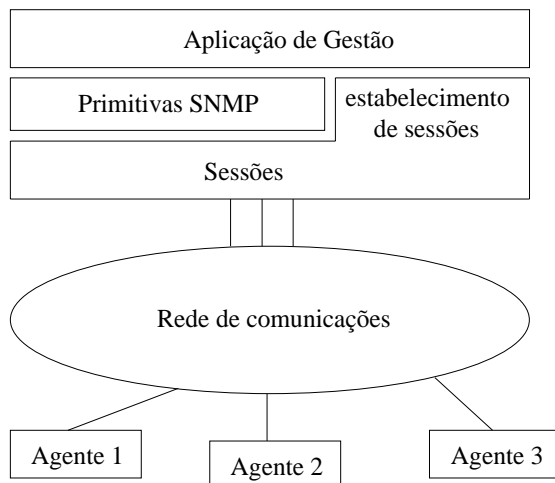 Aplicação de Gestão
Primitivas SNMP
estabelecimento
de sessões
Sessões
Rede de comunicações
Agente 1
Agente 2
Agente 3